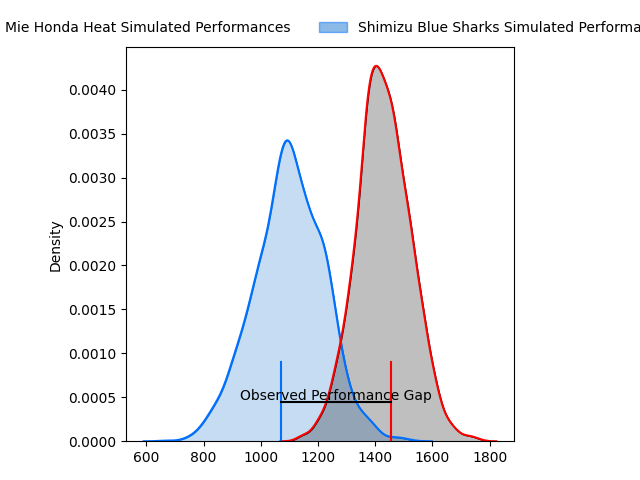 Mie Honda Heat Simulated Performances
Shimizu Blue Sharks Simulated Performa
0.0040
0.0035
0.0030
0.0025
0.0020
0.0015
0.0010
0.0005
0.0000
Density
Observed Performance Gap
600 800 1000 1200 1400 1600 1800